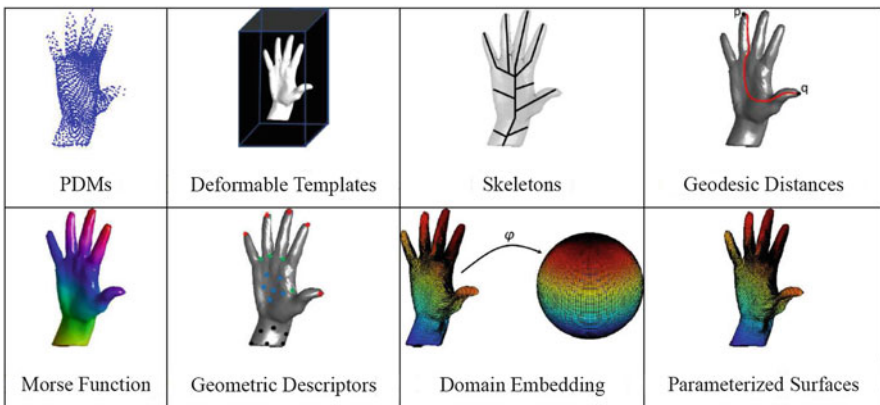 p
q
PDMs
Deformable Templates
Skeletons
Geodesic Distances
φ
Morse Function
Geometric Descriptors
Domain Embedding
Parameterized Surfaces